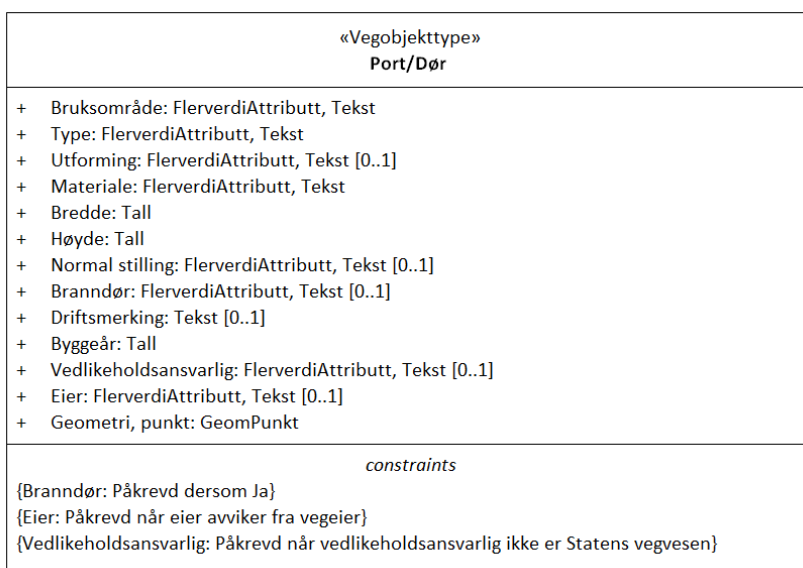 «Vegobjekttype»
Port/Dør
+ Bruksområde: FlerverdiAttributt, Tekst
+ Type: FlerverdiAttributt, Tekst
+ Utforming: FlerverdiAttributt, Tekst [0..1]
+ Materiale: FlerverdiAttributt, Tekst
+ Bredde: Tall
+ Høyde: Tall
+ Normal stilling: FlerverdiAttributt, Tekst [0..1]
+ Branndør: FlerverdiAttributt, Tekst [0..1]
+ Driftsmerking: Tekst [0..1]
+ Byggeår: Tall
+ Vedlikeholdsansvarlig: FlerverdiAttributt, Tekst [0..1]
+ Eier: FlerverdiAttributt, Tekst [0..1]
+ Geometri, punkt: GeomPunkt
constraints
{Branndør: Påkrevd dersom Ja}
{Eier: Påkrevd når eier avviker fra vegeier}
{Vedlikeholdsansvarlig: Påkrevd når vedlikeholdsansvarlig ikke er Statens vegvesen}